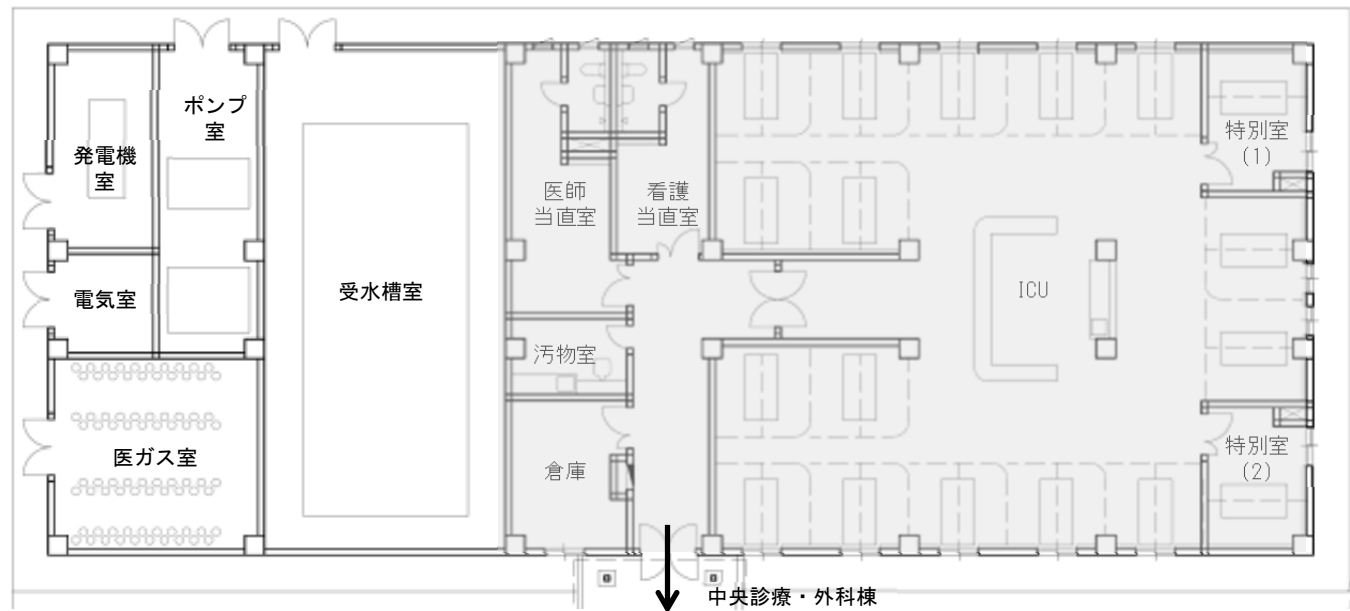 ポンプ
室
発電機
室
電気室
医ガス室
受水槽室
医師
当直室
看護
当直室
汚物室
倉庫
ICU
特別室
(1)
特別室
(2)
中央診療・外科棟